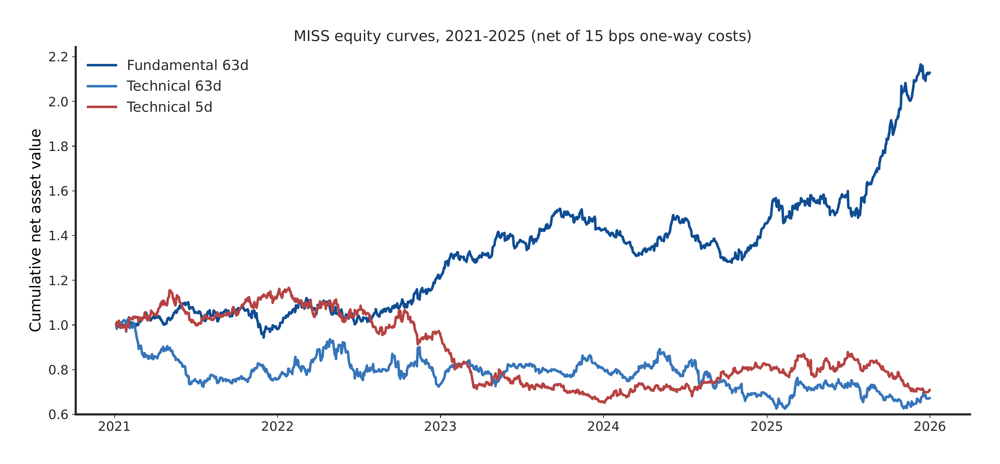 MISS equity curves, 2021-2025 (net of 15 bps one-way costs)
Fundamental 63d
Technical 63d
Technical 5d
Cumulative net asset value
2.2
2.0
1.8
1.6
1.4
1.2
1.0
0.8
0.6
2021 2022 2023 2024 2025 2026